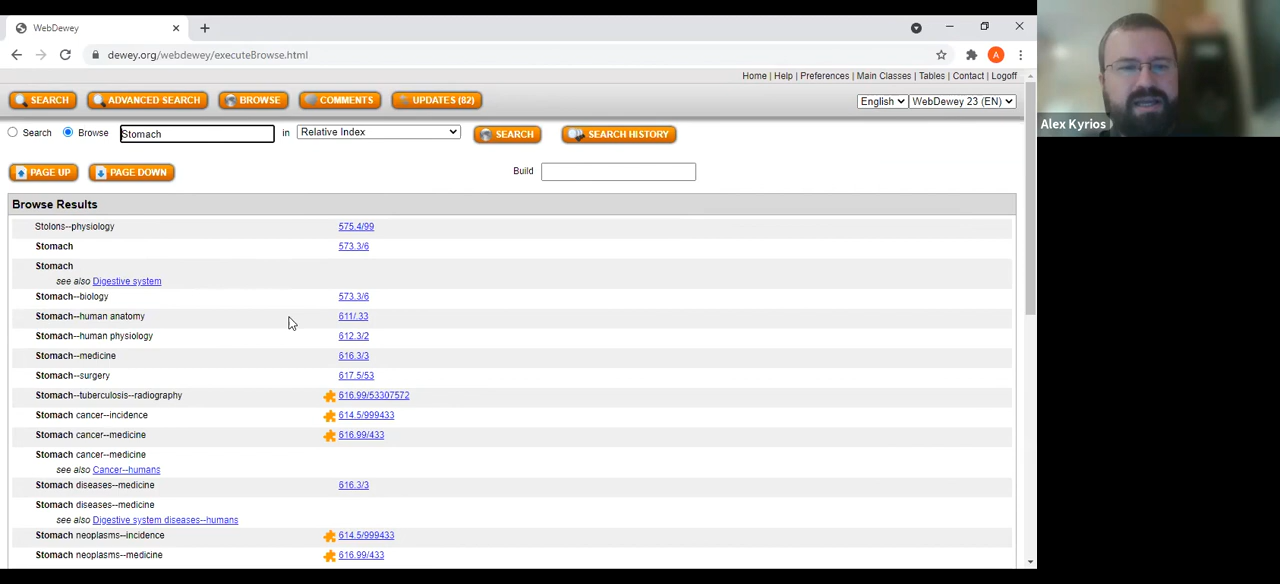 WebDewey
dewey.org/webdewey/executeBrowse.html
A
Home | Help | Preferences | Main Classes | Tables | Contact | Logoff
SEARCH ADVANCED SEARCH BROWSE COMMENTS UPDATES (82) English WebDewey 23 (EN)
Search Browse Stomach in Relative Index SEARCH SEARCH HISTORY
PAGE UP PAGE DOWN Build
Browse Results
Stolons--physiology 575.4/99
Stomach 573.3/6
Stomach
see also Digestive system
Stomach--biology 573.3/6
Stomach--human anatomy 611/.33
Stomach--human physiology 612.3/2
Stomach--medicine 616.3/3
Stomach--surgery 617.5/53
Stomach--tuberculosis--radiography 616.99/53307572
Stomach cancer--incidence 614.5/999433
Stomach cancer--medicine 616.99/433
Stomach cancer--medicine
see also Cancer--humans
Stomach diseases--medicine 616.3/3
Stomach diseases--medicine
see also Digestive system diseases--humans
Stomach neoplasms--incidence 614.5/999433
Stomach neoplasms--medicine 616.99/433
Alex Kyrios